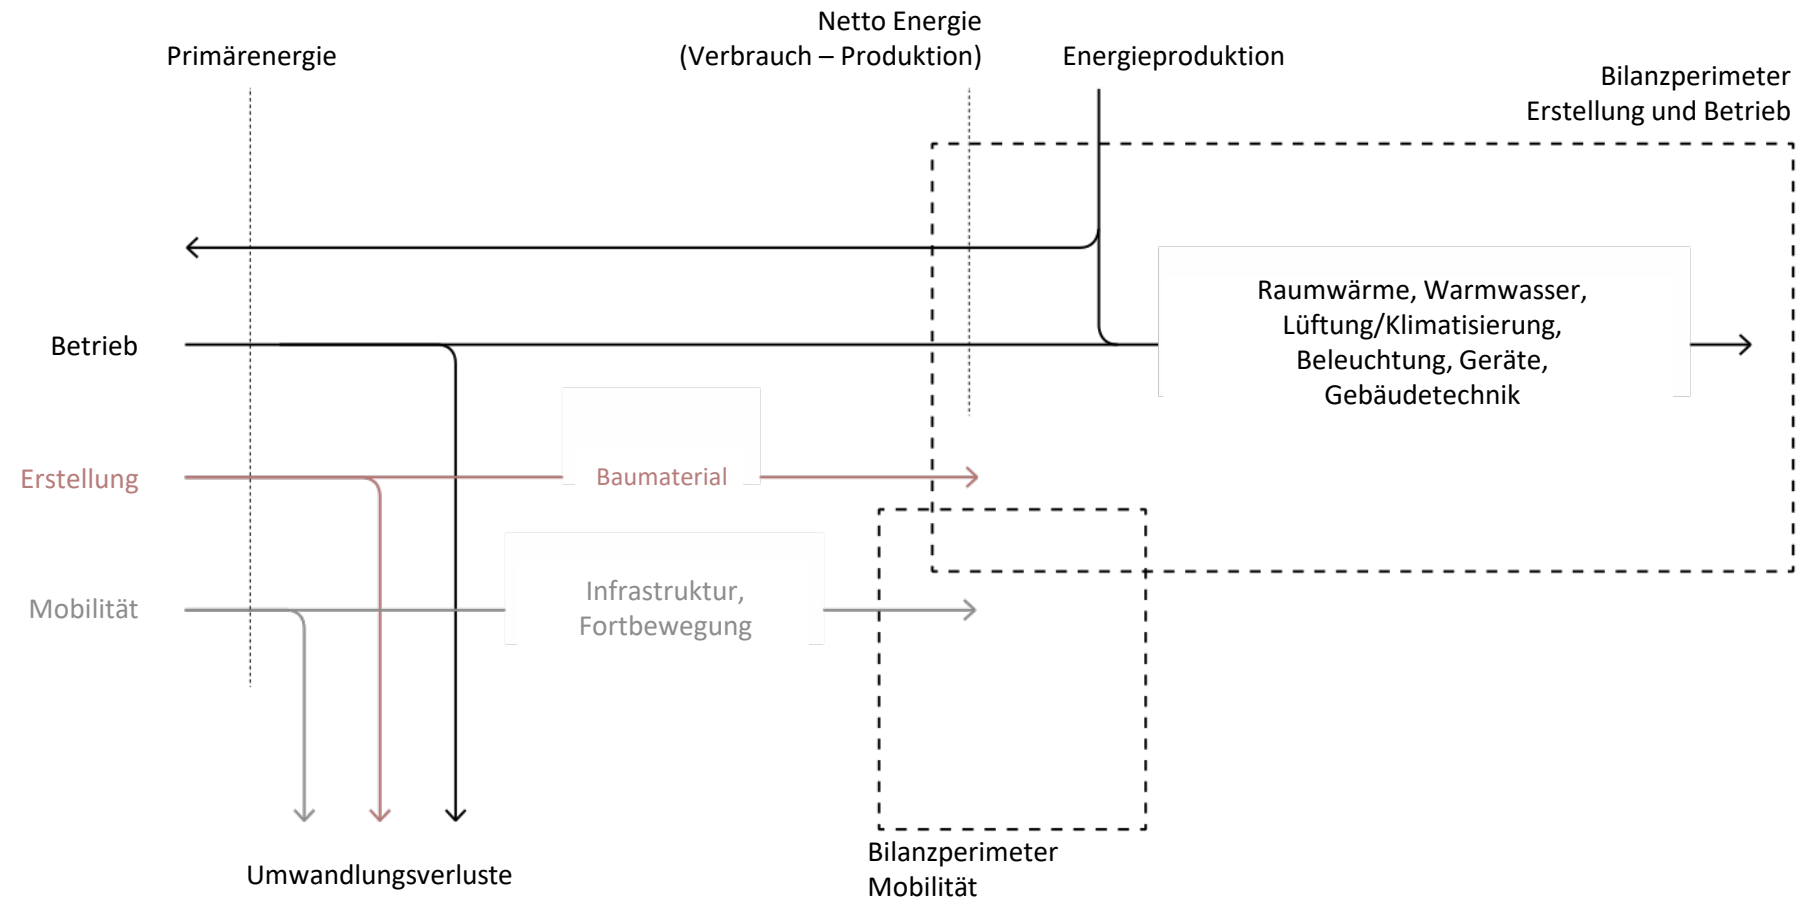 Netto Energie
Primärenergie
(Verbrauch – Produktion)
Energieproduktion
Bilanzperimeter
Erstellung und Betrieb
Raumwärme, Warmwasser,
Lüftung/Klimatisierung,
Beleuchtung, Geräte,
Gebäudetechnik
Betrieb
Erstellung
Baumaterial
Mobilität
Infrastruktur,
Fortbewegung
Umwandlungsverluste
Bilanzperimeter
Mobilität